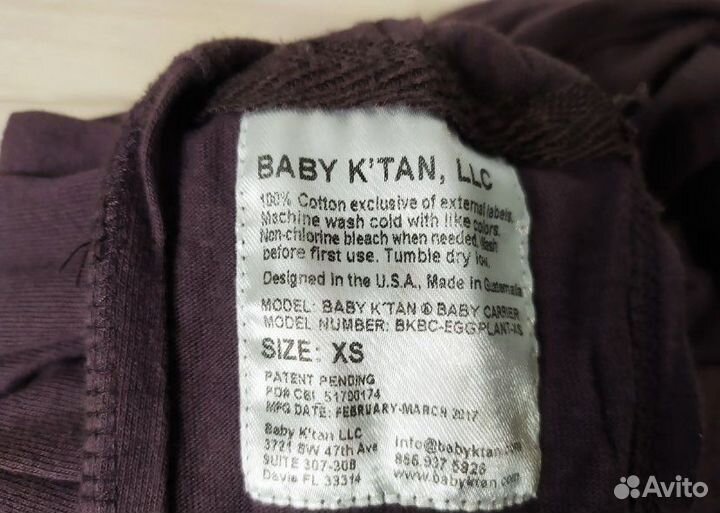 BABY K'TAN, LLC
100% Cotton exclusive of external labels.
Machine wash cold with like colors.
Non-chlorine bleach when needed. Wash
before first use. Tumble dry low.
Designed in the U.S.A., Made in Guatemala
MODEL: BABY K'TAN ® BABY CARRIER
MODEL NUMBER: BKBC-EGGPLANT-XS
SIZE: XS
PATENT PENDING
PO# CBI_51700174
MFG DATE: FEBRUARY-MARCH 2017
Baby K'tan LLC
3721 SW 47th Ave
SUITE 307-308
Davie FL 33314
info@babyktan.com
866.937.5928
www.babyktan.com
Avito